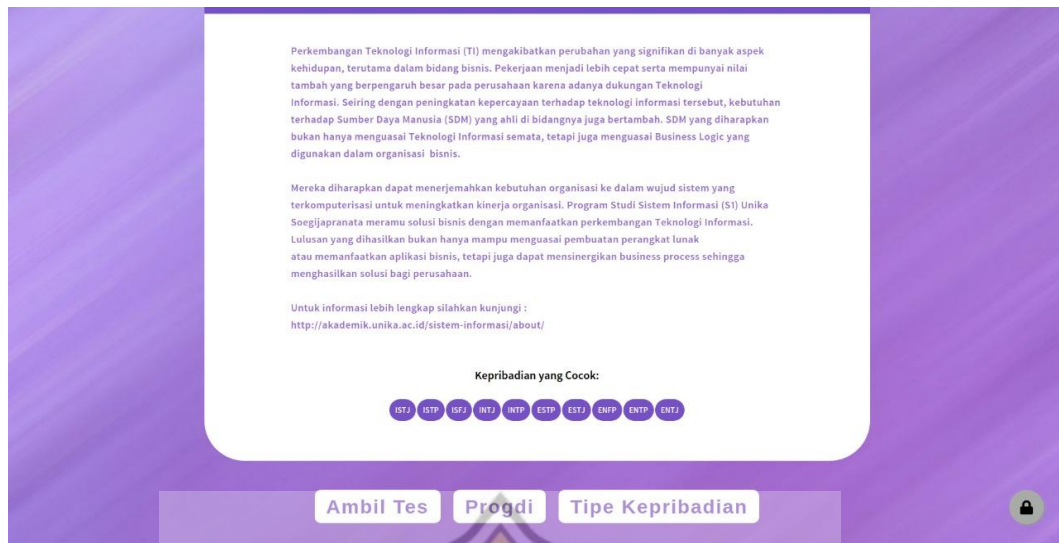 Perkembangan Teknologi Informasi (TI) mengakibatkan perubahan yang signifikan di banyak aspek
kehidupan, terutama dalam bidang bisnis. Pekerjaan menjadi lebih cepat serta mempunyai nilai
tambah yang berpengaruh besar pada perusahaan karena adanya dukungan Teknologi
Informasi. Seiring dengan peningkatan kepercayaan terhadap teknologi informasi tersebut, kebutuhan
terhadap Sumber Daya Manusia (SDM) yang ahli di bidangnya juga bertambah. SDM yang diharapkan
bukan hanya menguasai Teknologi Informasi semata, tetapi juga menguasai Business Logic yang
digunakan dalam organisasi bisnis.
Mereka diharapkan dapat menerjemahkan kebutuhan organisasi ke dalam wujud sistem yang
terkomputerisasi untuk meningkatkan kinerja organisasi. Program Studi Sistem Informasi (S1) Unika
Soegijapranata meramu solusi bisnis dengan memanfaatkan perkembangan Teknologi Informasi.
Lulusan yang dihasilkan bukan hanya mampu menguasai pembuatan perangkat lunak
atau memanfaatkan aplikasi bisnis, tetapi juga dapat mensinergikan business process sehingga
menghasilkan solusi bagi perusahaan.
Untuk informasi lebih lengkap silahkan kunjungi :
http://akademik.unika.ac.id/sistem-informasi/about/
Kepribadian yang Cocok:
ISTJ ISTP ISFJ INTJ INTP ESTP ESTJ ENFP ENTP ENTJ
Ambil Tes Progdi Tipe Kepribadian